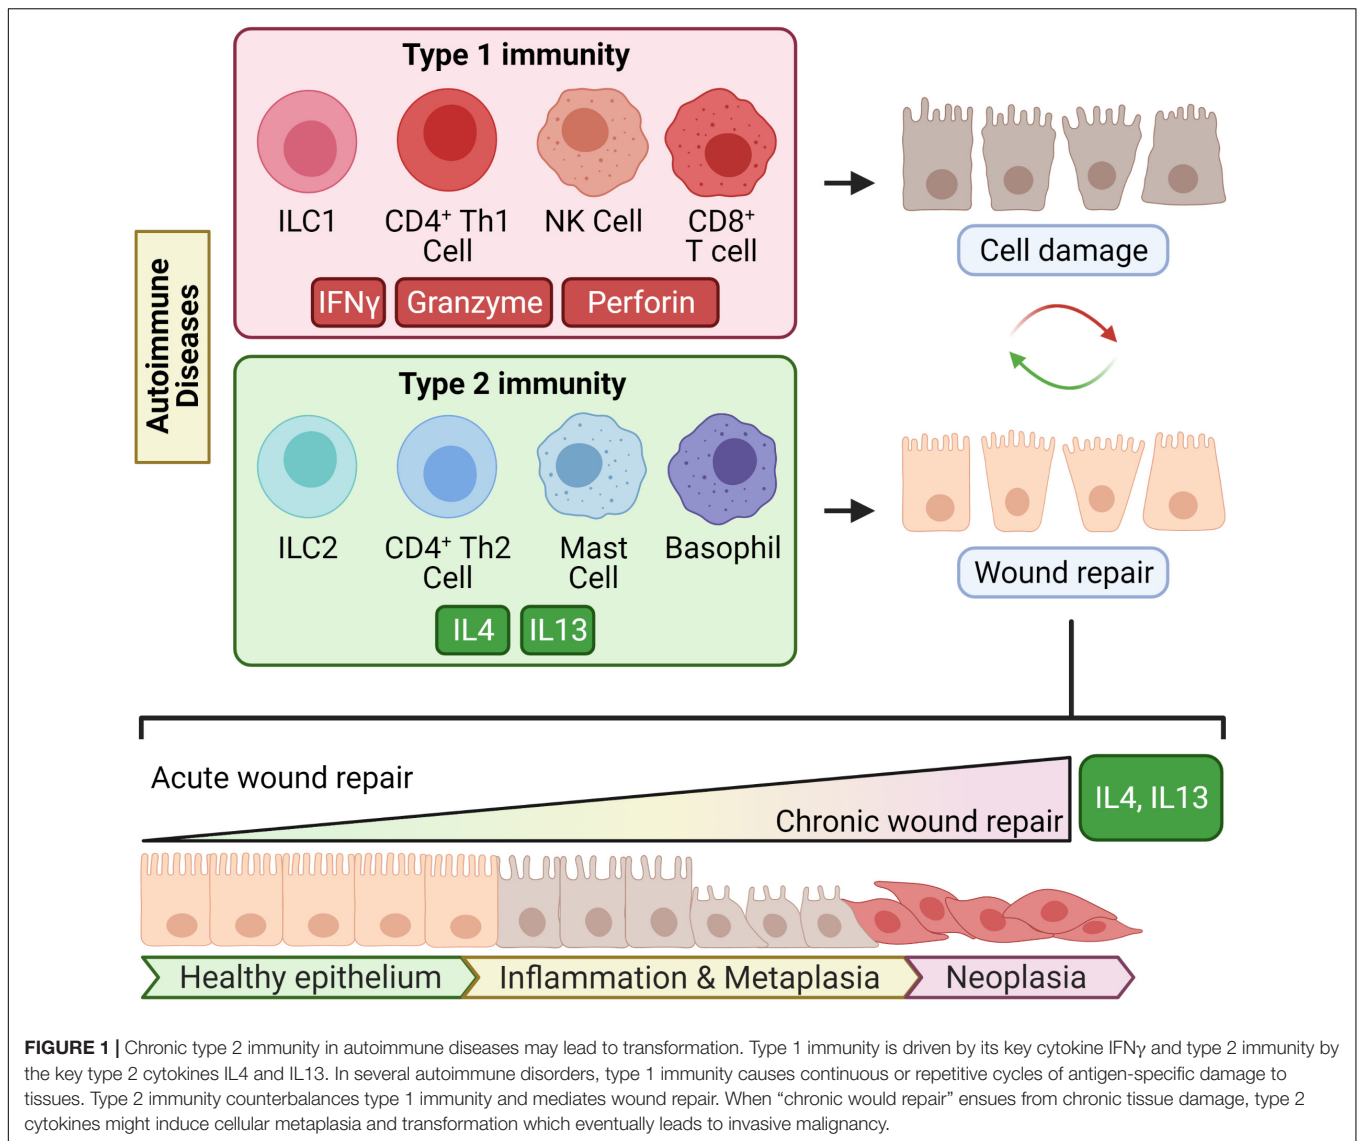 Type 1 immunity
ILC1
CD4⁺ Th1
Cell
NK Cell
CD8⁺
T cell
IFNγ
Granzyme
Perforin
Cell damage
Autoimmune
Diseases
Type 2 immunity
ILC2
CD4⁺ Th2
Cell
Mast
Cell
Basophil
IL4
IL13
Wound repair
Acute wound repair
Chronic wound repair
IL4, IL13
Healthy epithelium
Inflammation & Metaplasia
Neoplasia
FIGURE 1 | Chronic type 2 immunity in autoimmune diseases may lead to transformation. Type 1 immunity is driven by its key cytokine IFNγ and type 2 immunity by
the key type 2 cytokines IL4 and IL13. In several autoimmune disorders, type 1 immunity causes continuous or repetitive cycles of antigen-specific damage to
tissues. Type 2 immunity counterbalances type 1 immunity and mediates wound repair. When “chronic would repair” ensues from chronic tissue damage, type 2
cytokines might induce cellular metaplasia and transformation which eventually leads to invasive malignancy.